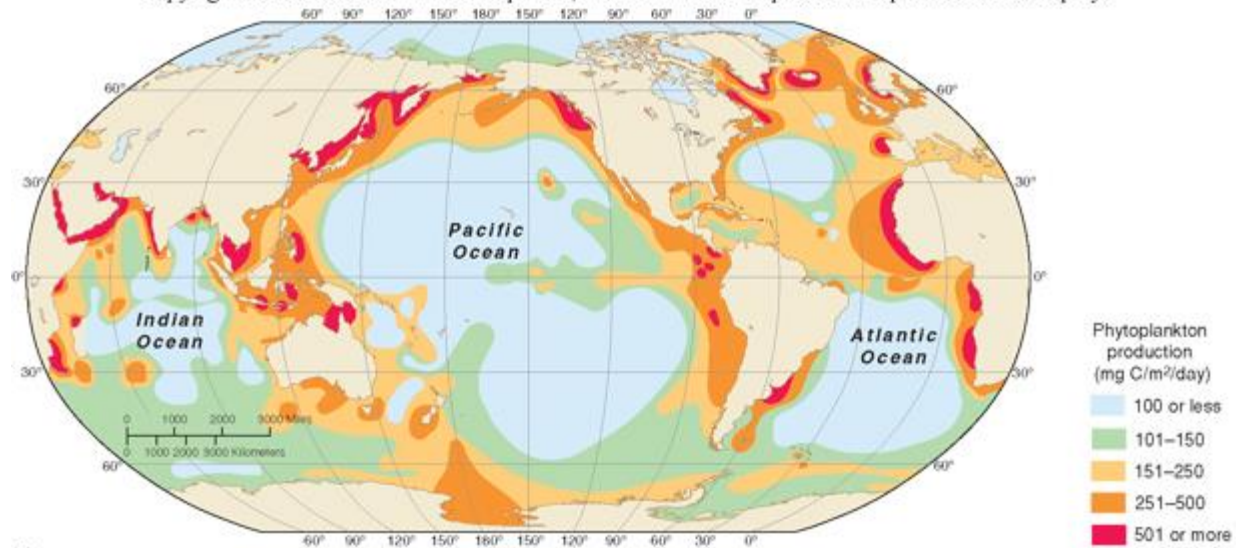 60° 90° 120° 150° 180° 150° 120° 90° 60° 30° 0°
60° 60°
30° 30°
Pacific
Ocean
0° 0°
Indian
Ocean
Atlantic
Ocean
30° 30°
0 1000 2000 3000 Miles
0 1000 2000 3000 Kilometers
60° 60°
60° 90° 120° 150° 180° 150° 120° 90° 60° 30° 0°
Phytoplankton
production
(mg C/m²/day)
100 or less
101–150
151–250
251–500
501 or more